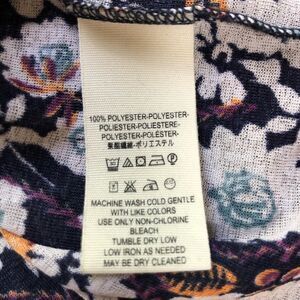 100% POLYESTER-POLYESTER-
POLIESTER-POLIESTERE-
POLYESTER-POLÉSTER-
聚酯纖維-ポリエステル
MACHINE WASH COLD GENTLE
WITH LIKE COLORS
USE ONLY NON-CHLORINE
BLEACH
TUMBLE DRY LOW
LOW IRON AS NEEDED
MAY BE DRY CLEANED